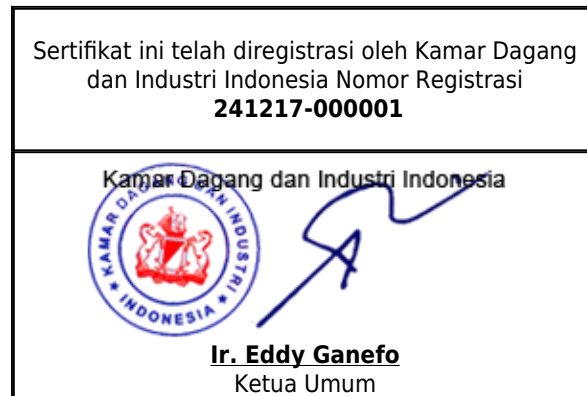 Sertifikat ini telah diregistrasi oleh Kamar Dagang
dan Industri Indonesia Nomor Registrasi
241217-000001
Kamar Dagang dan Industri Indonesia
KAMAR DAGANG DAN INDUSTRI
* INDONESIA *
Ir. Eddy Ganefo
Ketua Umum